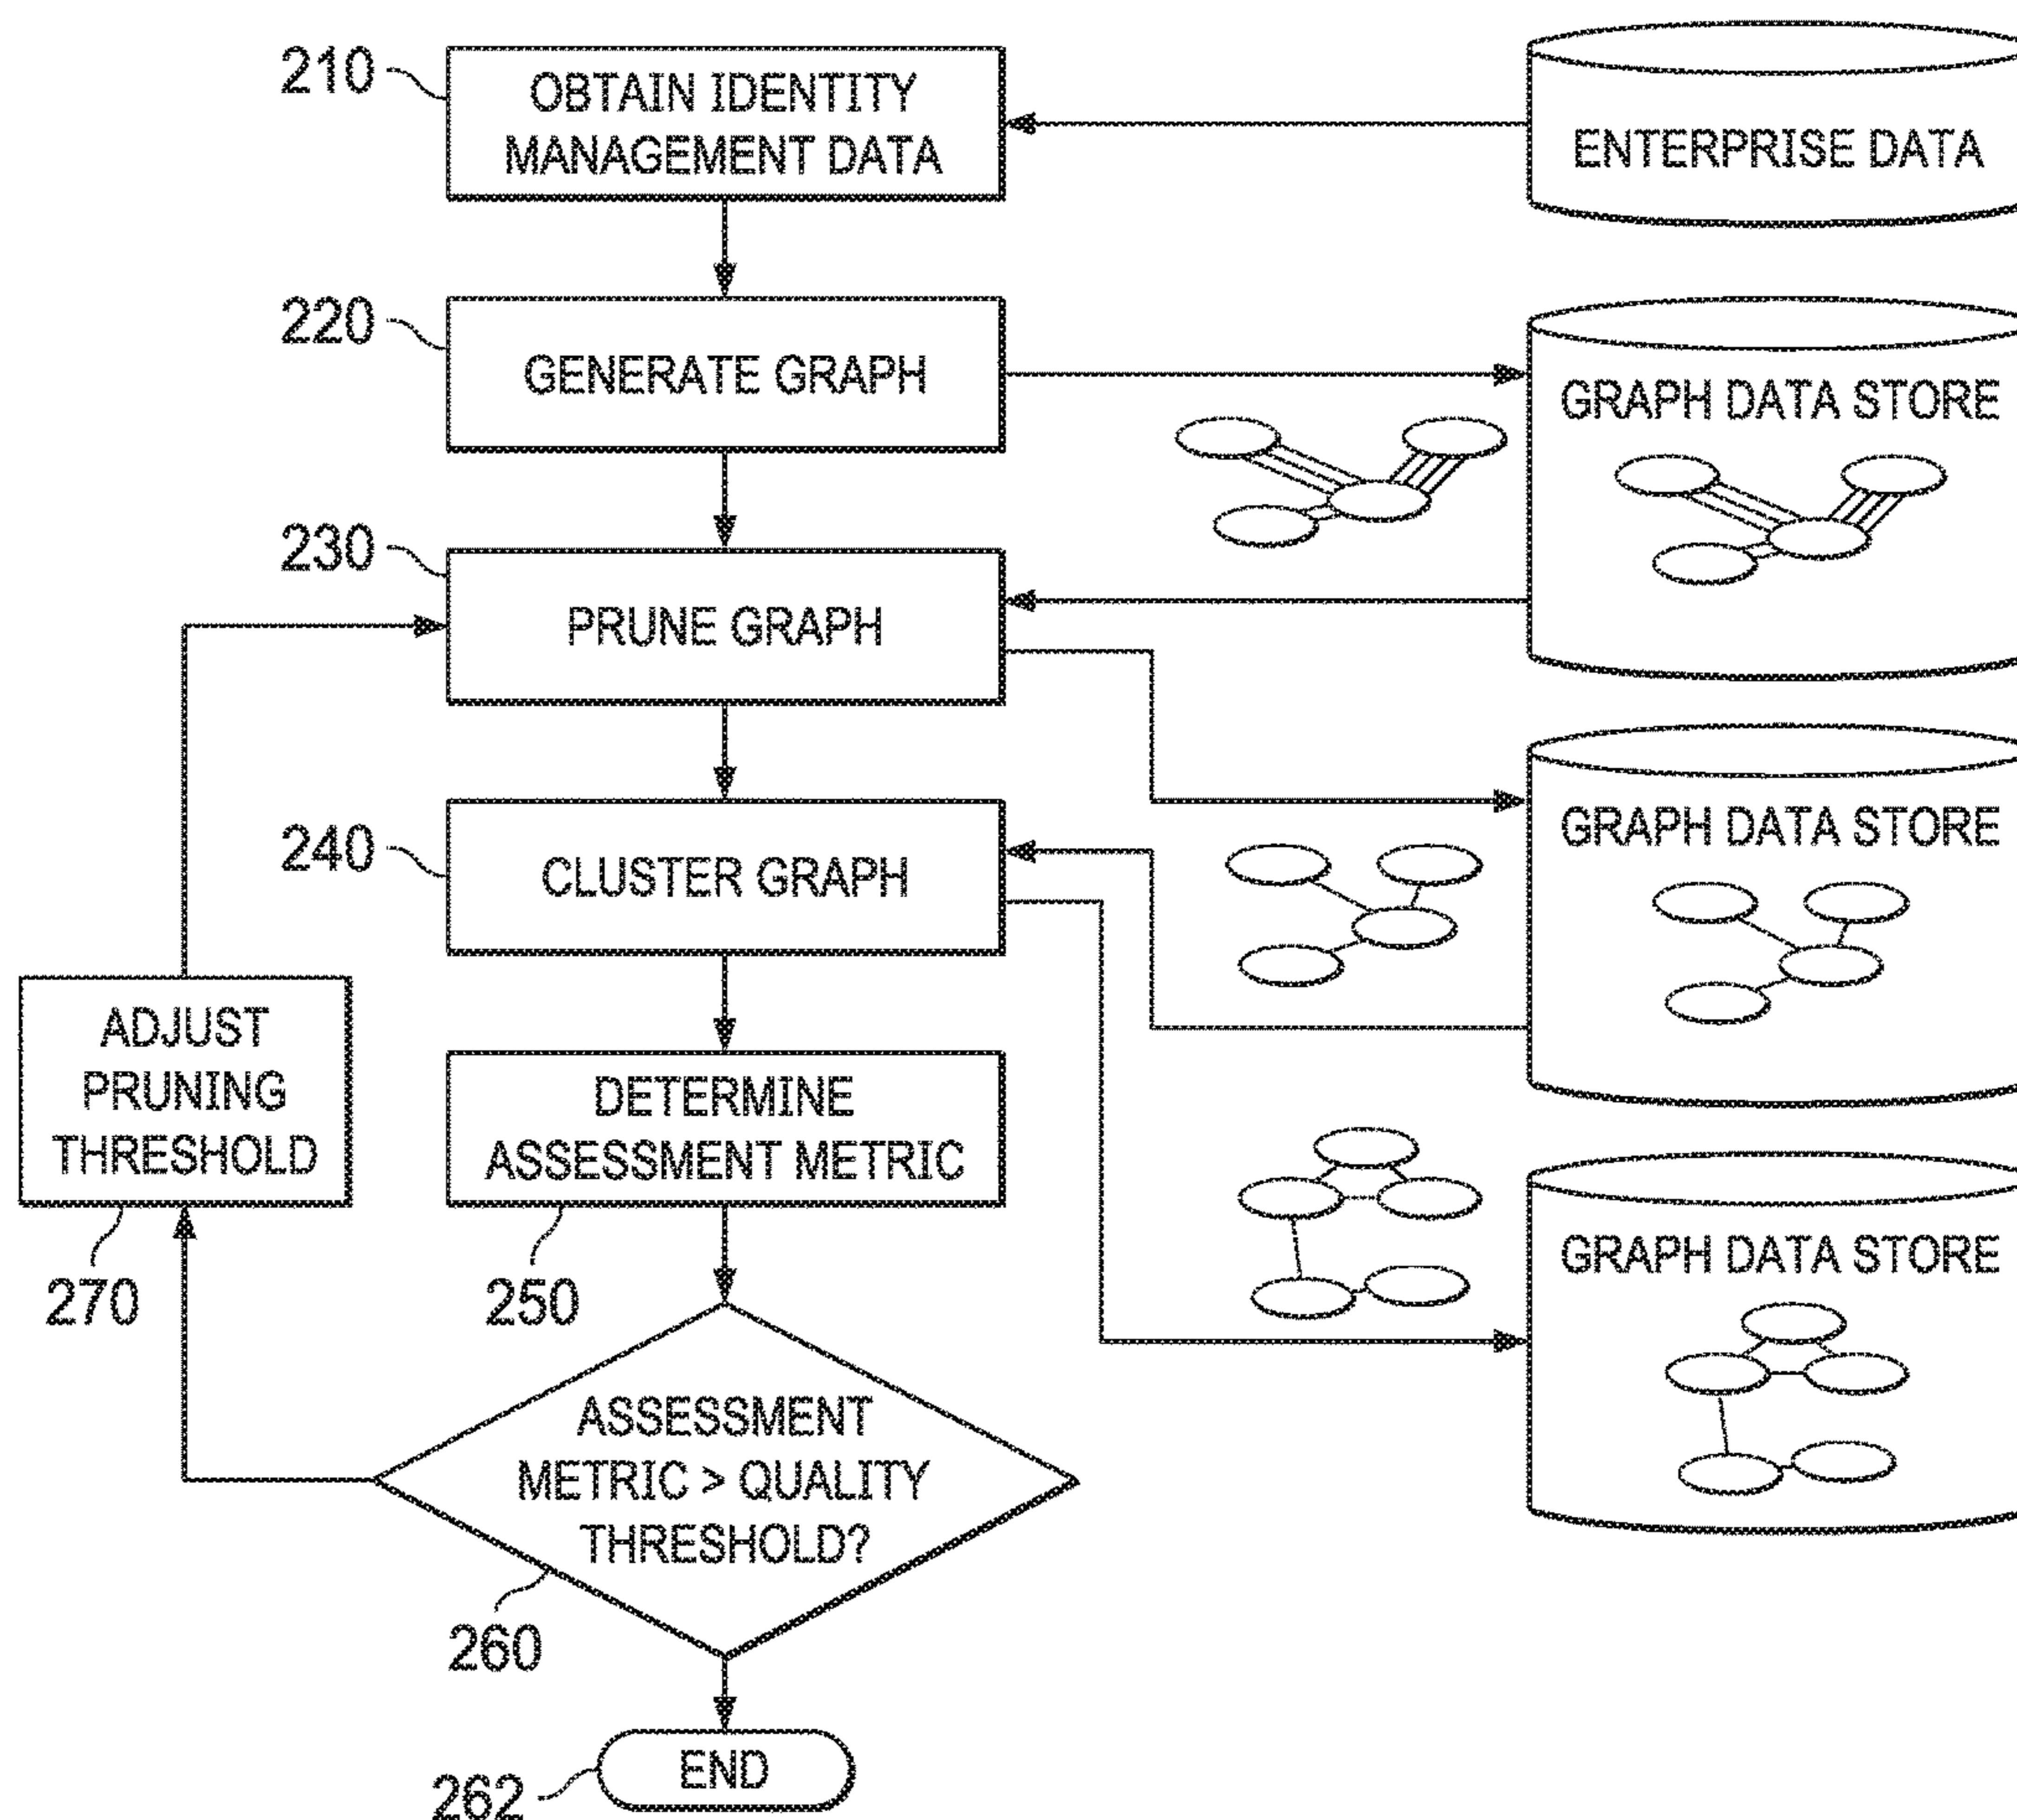 210
OBTAIN IDENTITY
MANAGEMENT DATA
ENTERPRISE DATA
220
GENERATE GRAPH
GRAPH DATA STORE
230
PRUNE GRAPH
240
CLUSTER GRAPH
GRAPH DATA STORE
ADJUST
PRUNING
THRESHOLD
270
DETERMINE
ASSESSMENT METRIC
250
GRAPH DATA STORE
ASSESSMENT
METRIC > QUALITY
THRESHOLD?
260
END
262